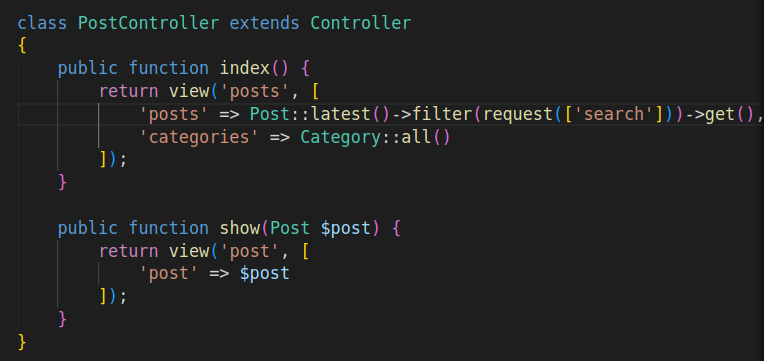 class PostController extends Controller
{
    public function index() {
        return view('posts', [
            'posts' => Post::latest()->filter(request(['search']))->get(),
            'categories' => Category::all()
        ]);
    }

    public function show(Post $post) {
        return view('post', [
            'post' => $post
        ]);
    }
}